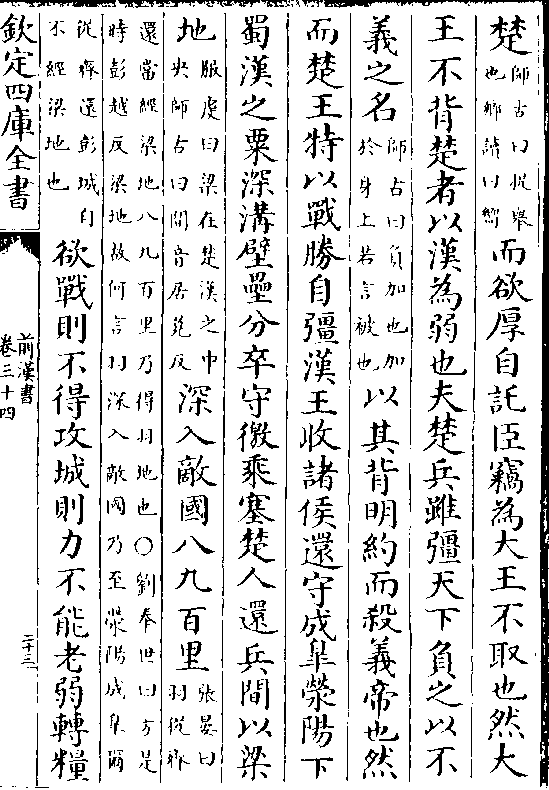 楚師古曰提舉也鄉讀曰嚮而欲厚自託臣竊為大王不取也然大
王不背楚者以漢為弱也夫楚兵雖彊天下負之以不
義之名師古曰負加也加於身上若言被也以其背明約而殺義帝也然
而楚王特以戰勝自彊漢王收諸侯還守成臯滎陽下
蜀漢之粟深溝壁壘分卒守徼乘塞楚人還兵間以梁
地服虔曰梁在楚漢之中央師古曰間音居莧反深入敵國八九百里張晏曰羽從齊
還當經梁地八九百里乃得羽地也〇劉奉世曰方是時彭越反梁地故何言羽深入敵國乃至滎陽成臯爾
從齊還彭城自不經梁地也欲戰則不得攻城則力不能老弱轉糧
欽定四庫全書
前漢書
卷三十四
二十三